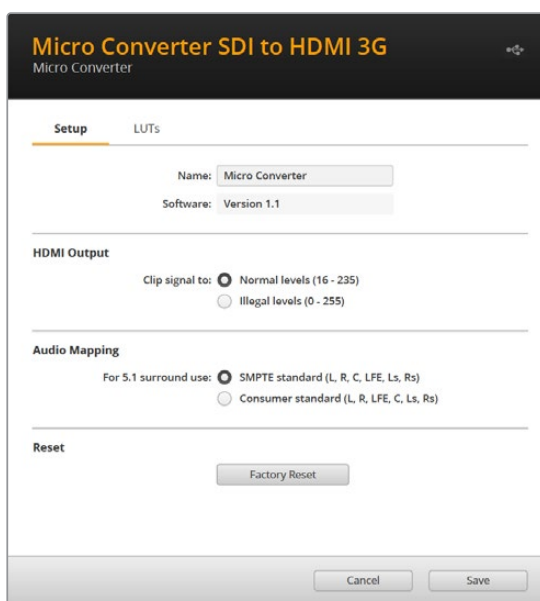 Micro Converter SDI to HDMI 3G
Micro Converter
Setup LUTs
Name: Micro Converter
Software: Version 1.1
HDMI Output
Clip signal to: Normal levels (16 - 235)
Illegal levels (0 - 255)
Audio Mapping
For 5.1 surround use: SMPTE standard (L, R, C, LFE, Ls, Rs)
Consumer standard (L, R, LFE, C, Ls, Rs)
Reset
Factory Reset
Cancel Save